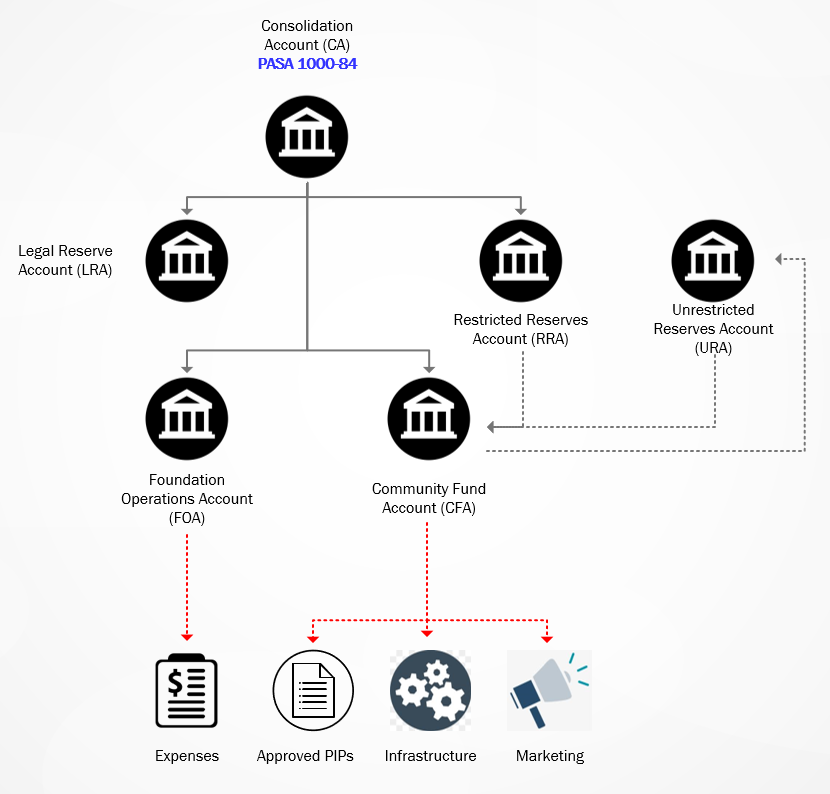 Consolidation
Account (CA)
PASA 1000-84
Legal Reserve
Account (LRA)
Restricted Reserves
Account (RRA)
Unrestricted
Reserves Account
(URA)
Foundation
Operations Account
(FOA)
Community Fund
Account (CFA)
$
Expenses
Approved PIPs
Infrastructure
Marketing